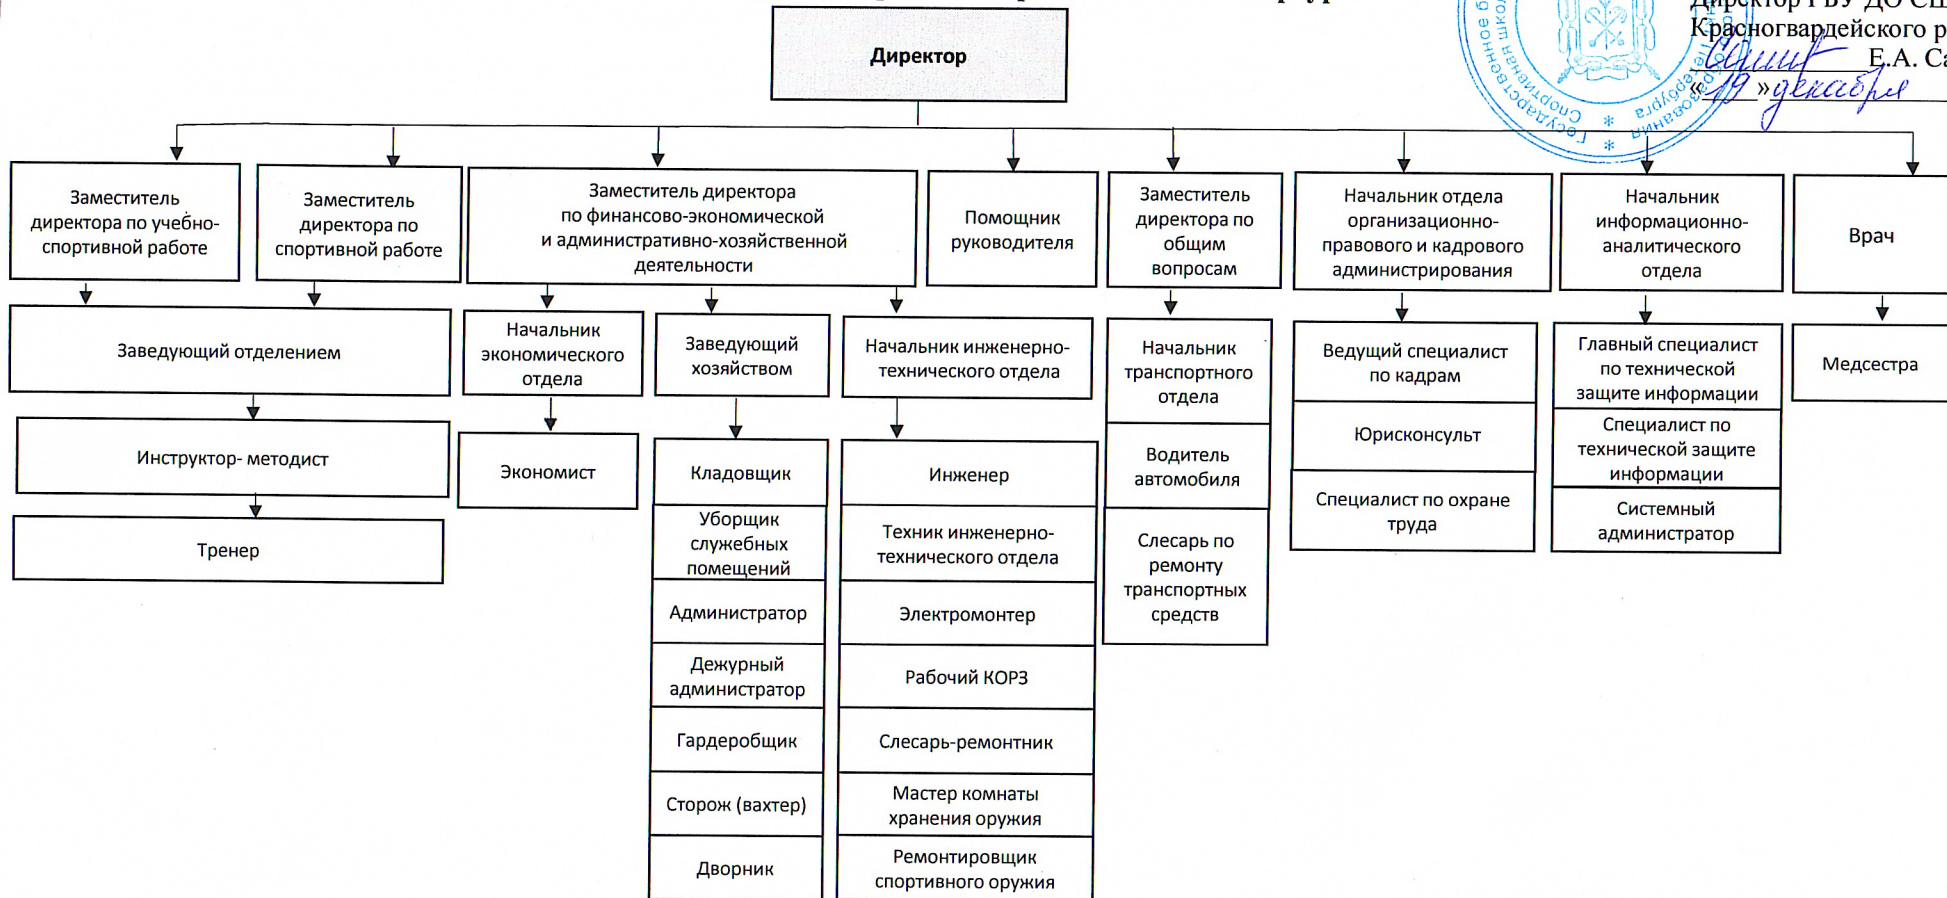 Директор ГБУ ДО
Красногвардейского р
Е.А. Са
«19» декабря
Директор
Заместитель
директора по учебно-
спортивной работе
Заместитель
директора по
спортивной работе
Заместитель директора
по финансово-экономической
и административно-хозяйственной
деятельности
Помощник
руководителя
Заместитель
директора по
общим
вопросам
Начальник отдела
организационно-
правового и кадрового
администрирования
Начальник
информационно-
аналитического
отдела
Врач
Заведующий отделением
Начальник
экономического
отдела
Заведующий
хозяйством
Начальник инженерно-
технического отдела
Начальник
транспортного
отдела
Ведущий специалист
по кадрам
Главный специалист
по технической
защите информации
Медсестра
Инструктор- методист
Экономист
Кладовщик
Инженер
Водитель
автомобиля
Юрисконсульт
Специалист по
технической защите
информации
Тренер
Уборщик
служебных
помещений
Техник инженерно-
технического отдела
Слесарь по
ремонту
транспортных
средств
Специалист по охране
труда
Системный
администратор
Администратор
Электромонтер
Дежурный
администратор
Рабочий КОРЗ
Гардеробщик
Слесарь-ремонтник
Сторож (вахтер)
Мастер комнаты
хранения оружия
Дворник
Ремонтировщик
спортивного оружия